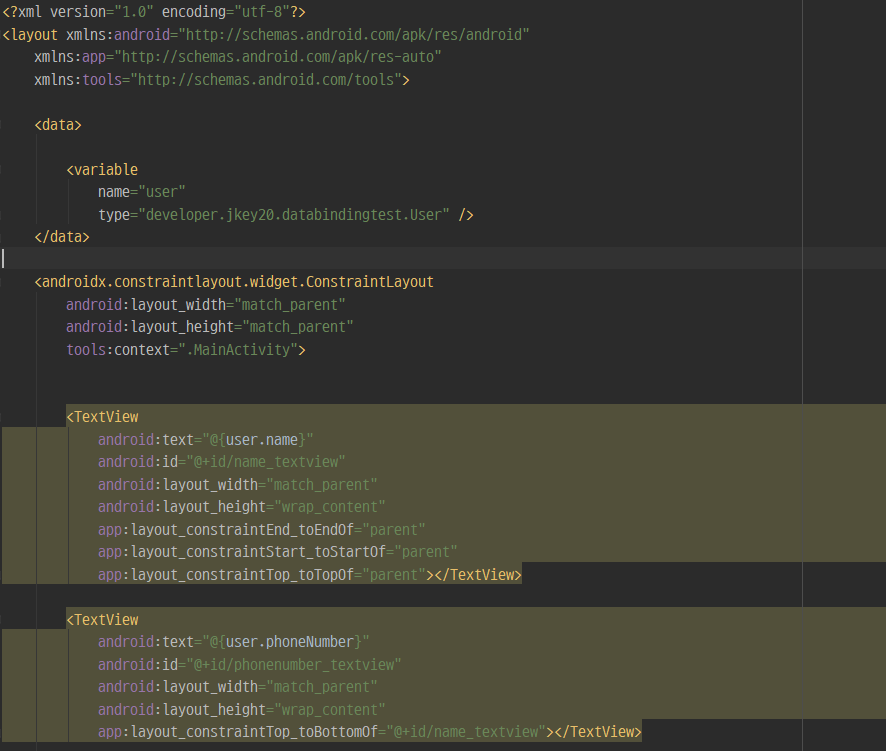 <?xml version="1.0" encoding="utf-8"?>
<layout xmlns:android="http://schemas.android.com/apk/res/android"
    xmlns:app="http://schemas.android.com/apk/res-auto"
    xmlns:tools="http://schemas.android.com/tools">
    <data>
        <variable
            name="user"
            type="developer.jkey20.databindingtest.User" />
    </data>
    <androidx.constraintlayout.widget.ConstraintLayout
        android:layout_width="match_parent"
        android:layout_height="match_parent"
        tools:context=".MainActivity">
        <TextView
            android:text="@{user.name}"
            android:id="@+id/name_textview"
            android:layout_width="match_parent"
            android:layout_height="wrap_content"
            app:layout_constraintEnd_toEndOf="parent"
            app:layout_constraintStart_toStartOf="parent"
            app:layout_constraintTop_toTopOf="parent"></TextView>
        <TextView
            android:text="@{user.phoneNumber}"
            android:id="@+id/phonenumber_textview"
            android:layout_width="match_parent"
            android:layout_height="wrap_content"
            app:layout_constraintTop_toBottomOf="@+id/name_textview"></TextView>